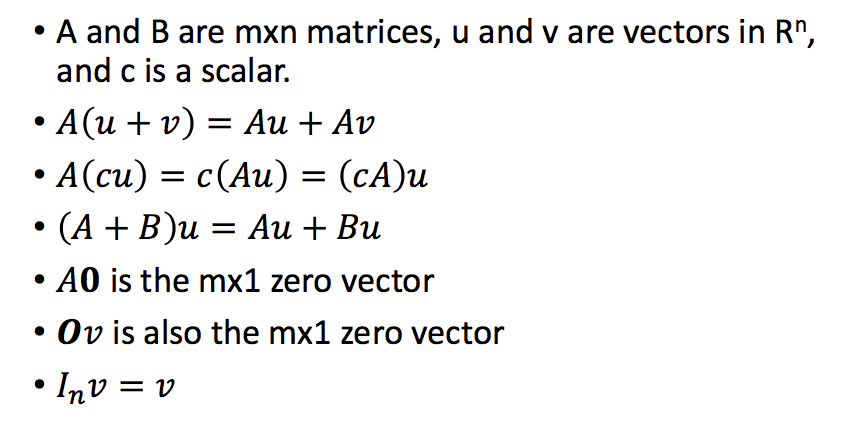 • A and B are mxn matrices, u and v are vectors in Rⁿ,
and c is a scalar.
• A(u + v) = Au + Av
• A(cu) = c(Au) = (cA)u
• (A + B)u = Au + Bu
• A0 is the mx1 zero vector
• Ov is also the mx1 zero vector
• Iₙv = v